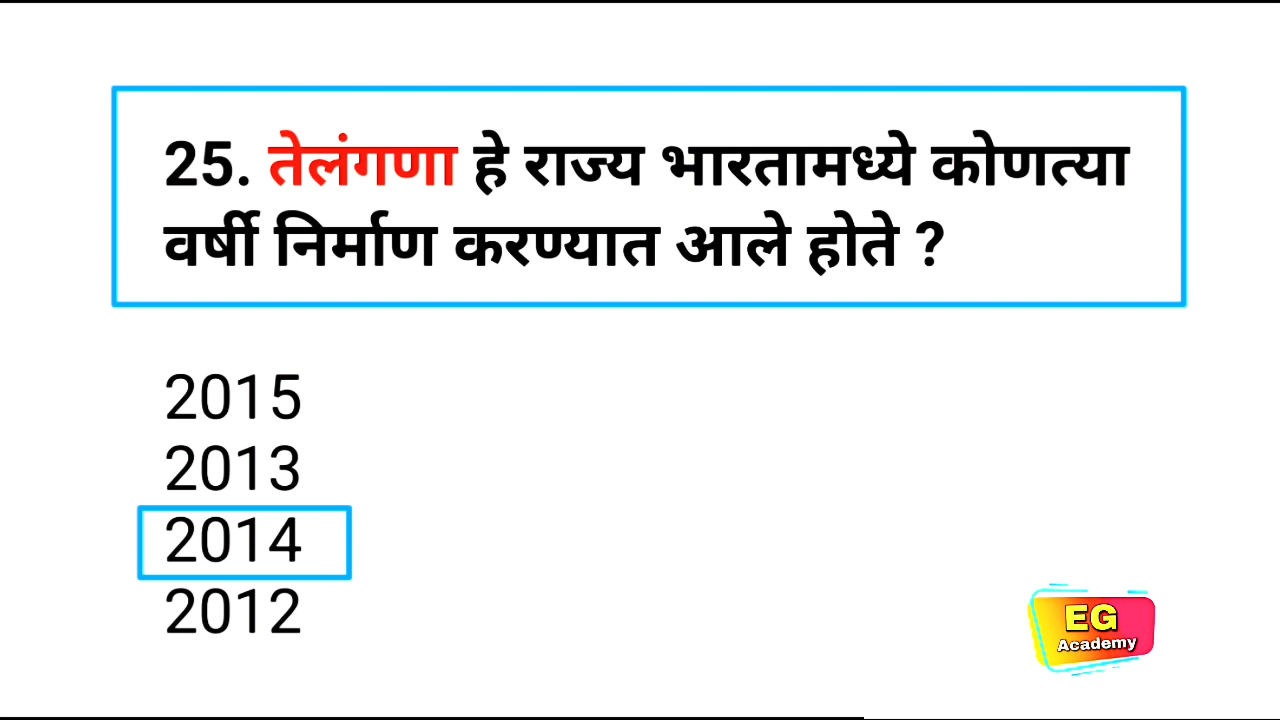 25. तेलंगणा हे राज्य भारतामध्ये कोणत्या
वर्षी निर्माण करण्यात आले होते ?
2015
2013
2014
2012
EG
Academy